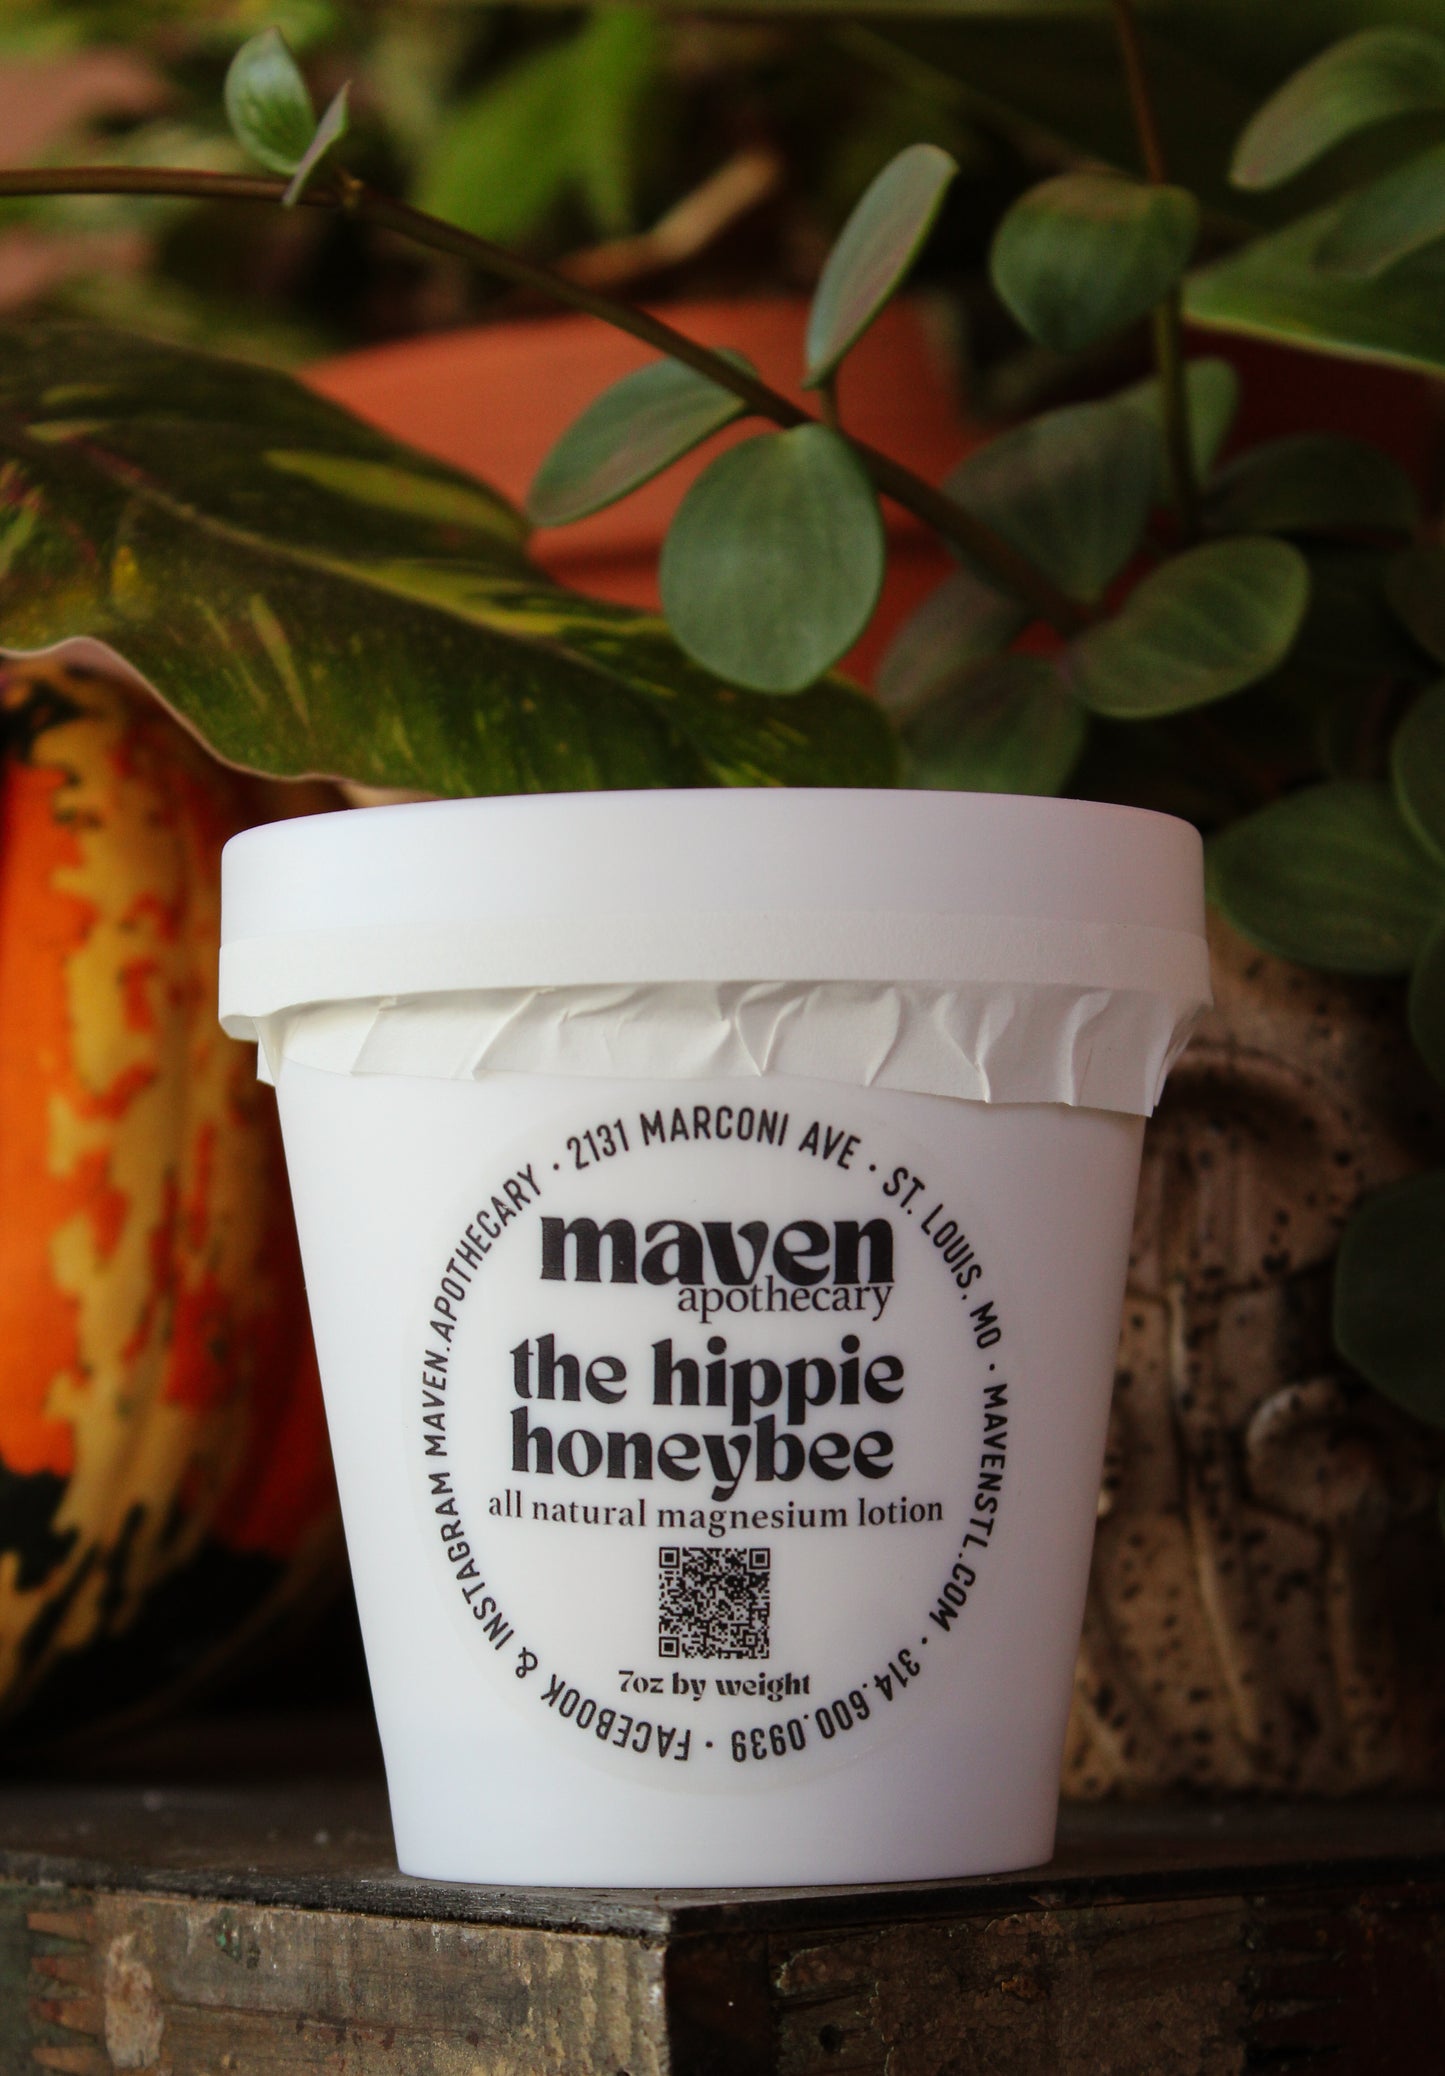 2131 MARCONI AVE · ST. LOUIS, MO · MAVENSTL.COM · 314.600.0939 · FACEBOOK & INSTAGRAM MAVEN.APOTHECARY ·
maven
apothecary
the hippie
honeybee
all natural magnesium lotion
7oz by weight